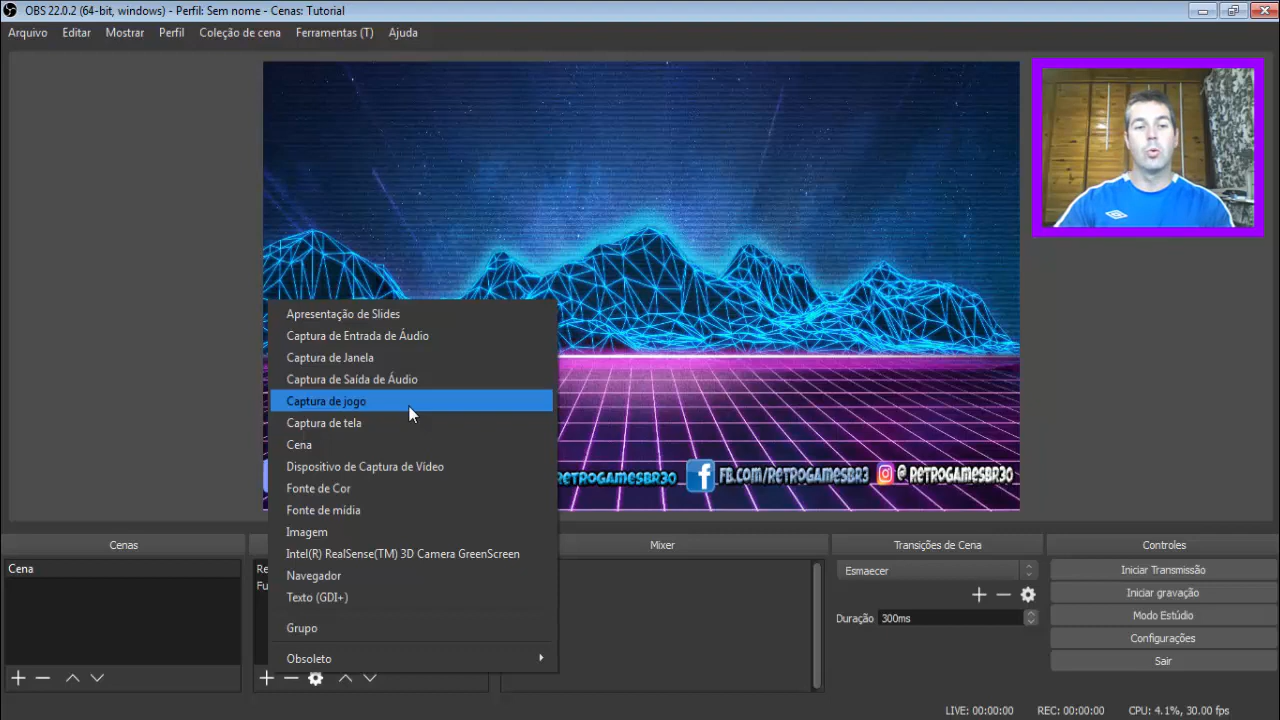 OBS 22.0.2 (64-bit, windows) - Perfil: Sem nome - Cenas: Tutorial
Arquivo Editar Mostrar Perfil Coleção de cena Ferramentas (T) Ajuda
Apresentação de Slides
Captura de Entrada de Áudio
Captura de Janela
Captura de Saída de Áudio
Captura de jogo
Captura de tela
Cena
Dispositivo de Captura de Vídeo
Fonte de Cor
Fonte de mídia
Imagem
Intel(R) RealSense(TM) 3D Camera GreenScreen
Navegador
Texto (GDI+)
Grupo
Obsoleto
RETROGAMESBR30 FB.COM/RETROGAMESBR3 @RETROGAMESBR30
Cenas Mixer Transições de Cena Controles
Cena
Re
Fu
Esmaecer
Duração 300ms
Iniciar Transmissão
Iniciar gravação
Modo Estúdio
Configurações
Sair
LIVE: 00:00:00 REC: 00:00:00 CPU: 4.1%, 30.00 fps